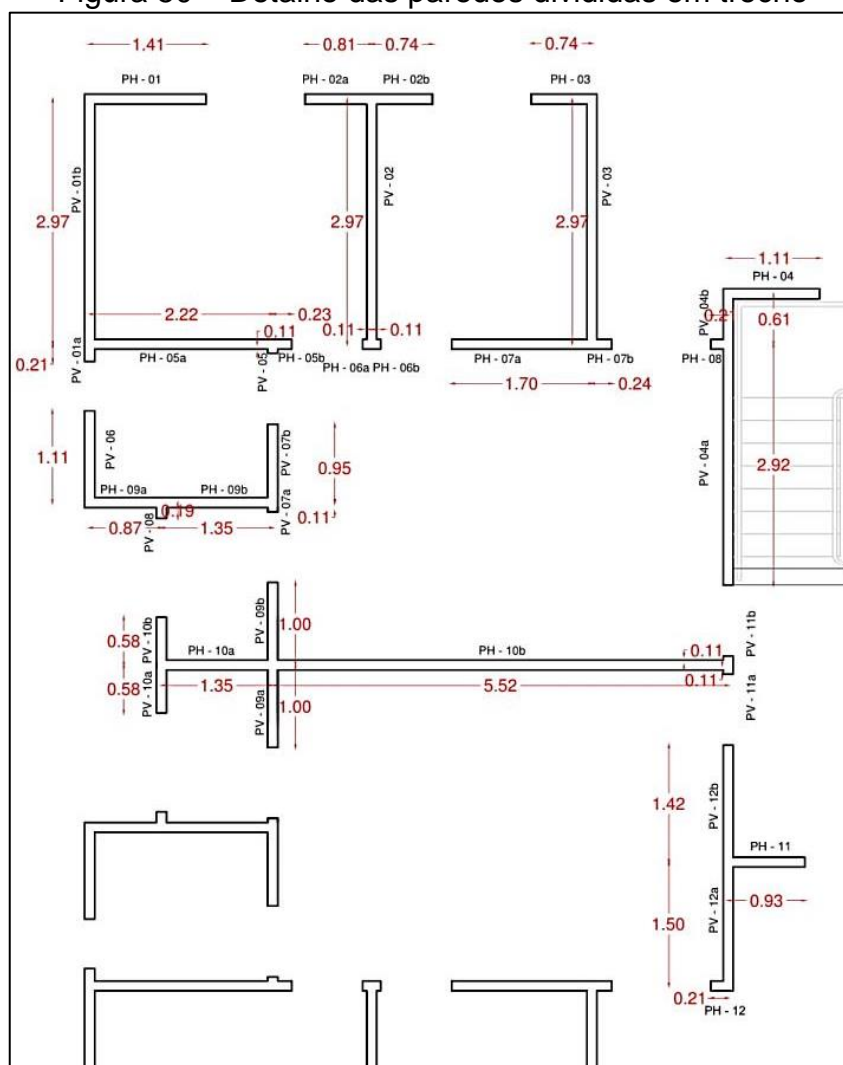 Figura 30 – Detalhe das paredes divididas em trecho
1.41 0.81 0.74 0.74
PH - 01 PH - 02a PH - 02b PH - 03
PV - 01b PV - 02 PV - 03
2.97 2.97 2.97
1.11
PH - 04
PV - 04b
0.61
2.22 0.23
0.11 0.11 0.11
PV - 01a PH - 05a PV - 05 PH - 05b PH - 06a PH - 06b PH - 07a PH - 07b PH - 08
0.21
1.70 0.24
PV - 06 PV - 07b PV - 04a
1.11 0.95 2.92
PH - 09a PH - 09b PV - 07a
0.19 0.11
0.87 PV - 08 1.35
PV - 10b PV - 09b PV - 11b
0.58 1.00
PH - 10a PH - 10b 0.11
0.58 1.35 5.52 0.11
PV - 10a PV - 09a PV - 11a
1.00
1.42 PV - 12b
PH - 11
PV - 12a 0.93
1.50
0.21
PH - 12